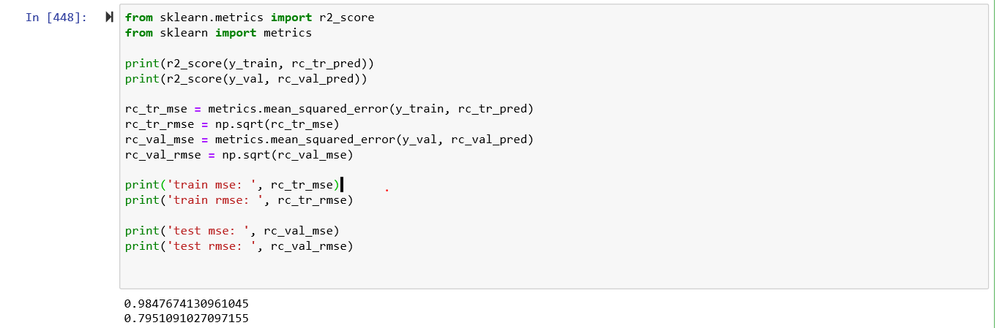 In [448]:
from sklearn.metrics import r2_score
from sklearn import metrics
print(r2_score(y_train, rc_tr_pred))
print(r2_score(y_val, rc_val_pred))
rc_tr_mse = metrics.mean_squared_error(y_train, rc_tr_pred)
rc_tr_rmse = np.sqrt(rc_tr_mse)
rc_val_mse = metrics.mean_squared_error(y_val, rc_val_pred)
rc_val_rmse = np.sqrt(rc_val_mse)
print('train mse: ', rc_tr_mse)
print('train rmse: ', rc_tr_rmse)
print('test mse: ', rc_val_mse)
print('test rmse: ', rc_val_rmse)
0.9847674130961045
0.7951091027097155